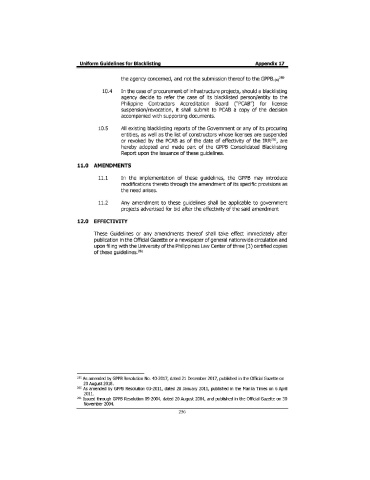 Uniform Guidelines for Blacklisting Appendix 17
the agency concerned, and not the submission thereof to the GPPB.
10.4 In the case of procurement of infrastructure projects, should a blacklisting
agency decide to refer the case of its blacklisted person/entity to the
Philippine Contractors Accreditation Board ("PCAB") for license
suspension/revocation, it shall submit to PCAB a copy of the decision
accompanied with supporting documents.
10.5 All existing blacklisting reports of the Government or any of its procuring
entities, as well as the list of contractors whose licenses are suspended
or revoked by the PCAB as of the date of effectivity of the IRR, are
hereby adopted and made part of the GPPB Consolidated Blacklisting
Report upon the issuance of these guidelines.
11.0 AMENDMENTS
11.1 In the implementation of these guidelines, the GPPB may introduce
modifications thereto through the amendment of its specific provisions as
the need arises.
11.2 Any amendment to these guidelines shall be applicable to government
projects advertised for bid after the effectivity of the said amendment
12.0 EFFECTIVITY
These Guidelines or any amendments thereof shall take effect immediately after
publication in the Official Gazette or a newspaper of general nationwide circulation and
upon filing with the University of the Philippines Law Center of three (3) certified copies
of these guidelines.
As amended by GPPB Resolution No. 40-2017, dated 21 December 2017, published in the Official Gazette on
20 August 2018.
As amended by GPPB Resolution 03-2011, dated 28 January 2011, published in the Manila Times on 6 April
2011.
Issued through GPPB Resolution 09-2004, dated 20 August 2004, and published in the Official Gazette on 30
November 2004.